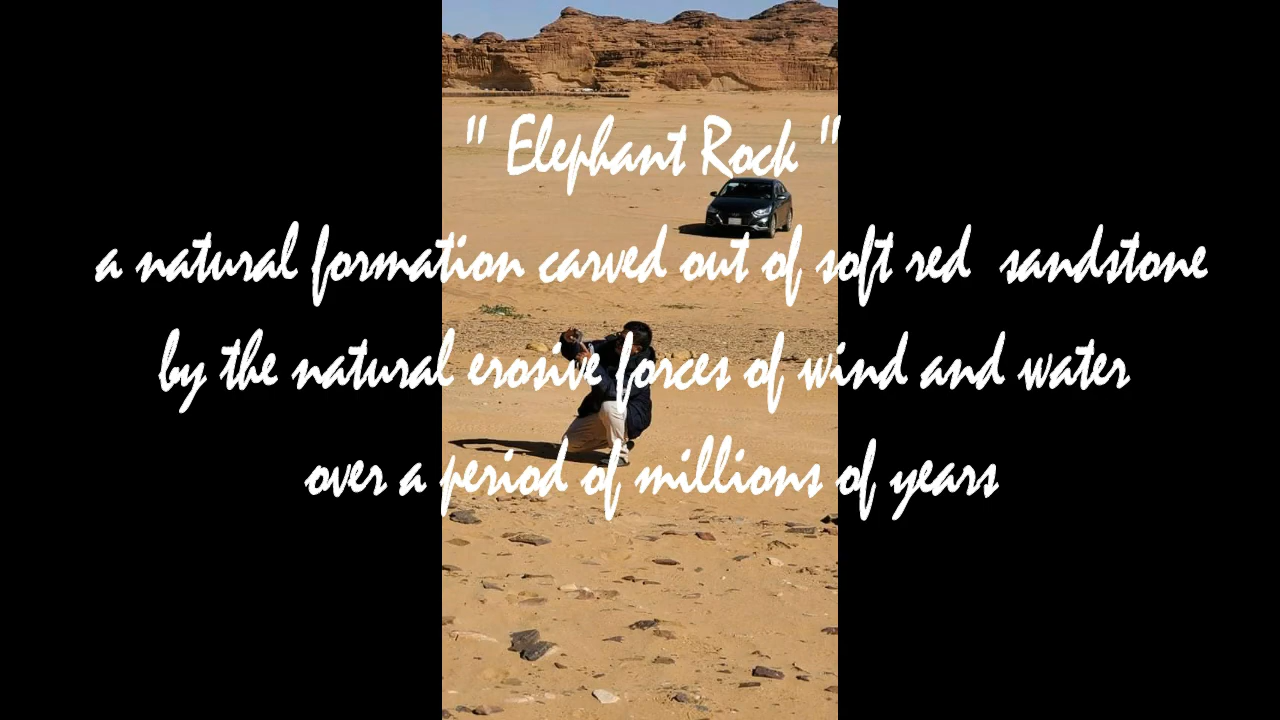 " Elephant Rock "
a natural formation carved out of soft red sandstone
by the natural erosive forces of wind and water
over a period of millions of years